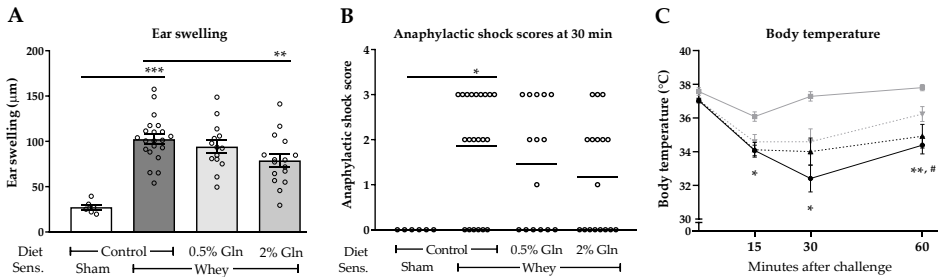 A
Ear swelling
Ear swelling (µm)
200
150
100
50
0
***
**
Diet
Control
0.5% Gln
2% Gln
Sens.
Sham
Whey
B
Anaphylactic shock scores at 30 min
Anaphylactic shock score
4
3
2
1
0
*
Diet
Control
0.5% Gln
2% Gln
Sens.
Sham
Whey
C
Body temperature
Body temperature (°C)
38
36
34
32
30
0
*
*
**, #
15
30
60
Minutes after challenge